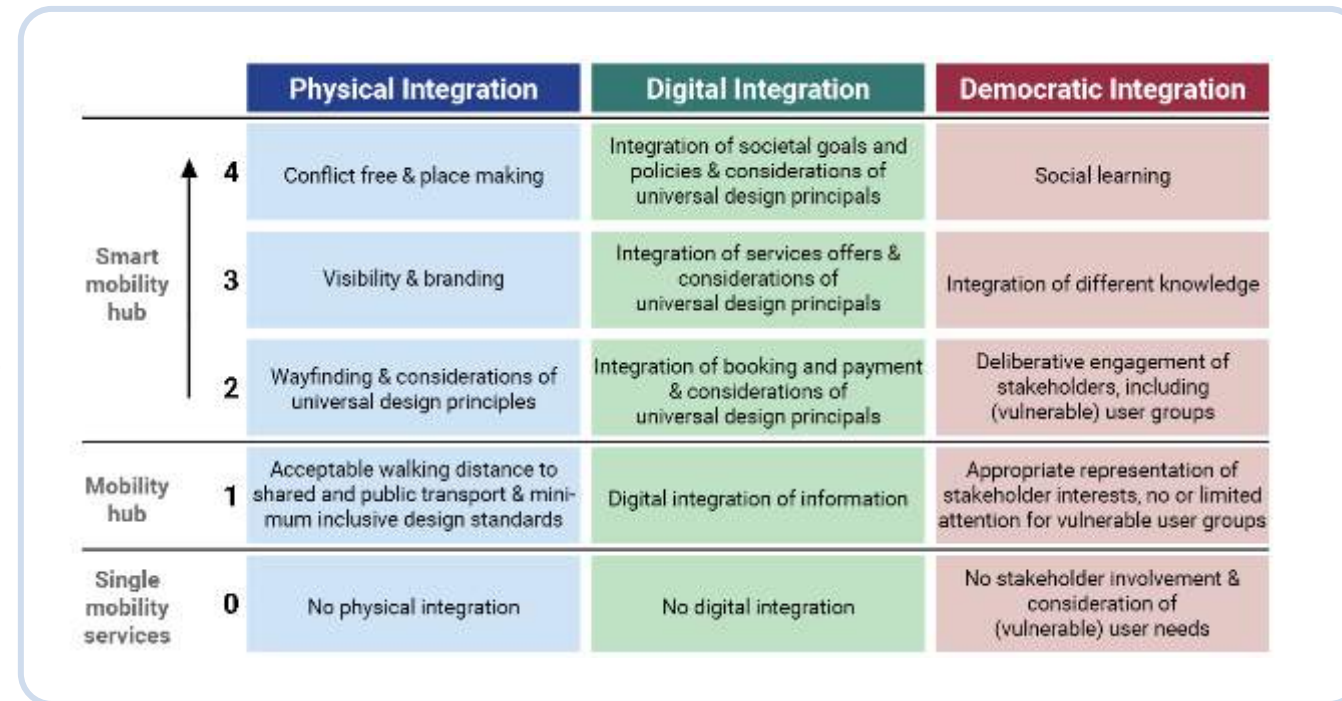 Physical Integration
Digital Integration
Democratic Integration
Smart
mobility
hub
4
Conflict free & place making
Integration of societal goals and
policies & considerations of
universal design principals
Social learning
3
Visibility & branding
Integration of services offers &
considerations of
universal design principals
Integration of different knowledge
2
Wayfinding & considerations of
universal design principles
Integration of booking and payment
& considerations of
universal design principals
Deliberative engagement of
stakeholders, including
(vulnerable) user groups
Mobility
hub
1
Acceptable walking distance to
shared and public transport & mini-
mum inclusive design standards
Digital integration of information
Appropriate representation of
stakeholder interests, no or limited
attention for vulnerable user groups
Single
mobility
services
0
No physical integration
No digital integration
No stakeholder involvement &
consideration of
(vulnerable) user needs